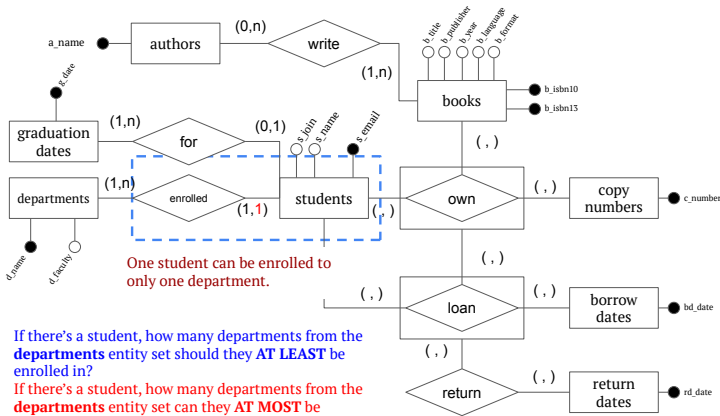 b_title
b_publisher
b_year
b_language
b_format
a_name
authors
(0,n)
write
(1,n)
books
b_isbn10
b_isbn13
g_date
graduation
dates
(1,n)
for
(0,1)
s_join
s_name
s_email
( , )
departments
(1,n)
enrolled
(1,1)
students
( , )
own
( , )
copy
numbers
c_number
d_name
d_faculty
One student can be enrolled to
only one department.
( , )
( , )
loan
( , )
borrow
dates
bd_date
If there's a student, how many departments from the
departments entity set should they AT LEAST be
enrolled in?
If there's a student, how many departments from the
departments entity set can they AT MOST be
( , )
return
( , )
return
dates
rd_date